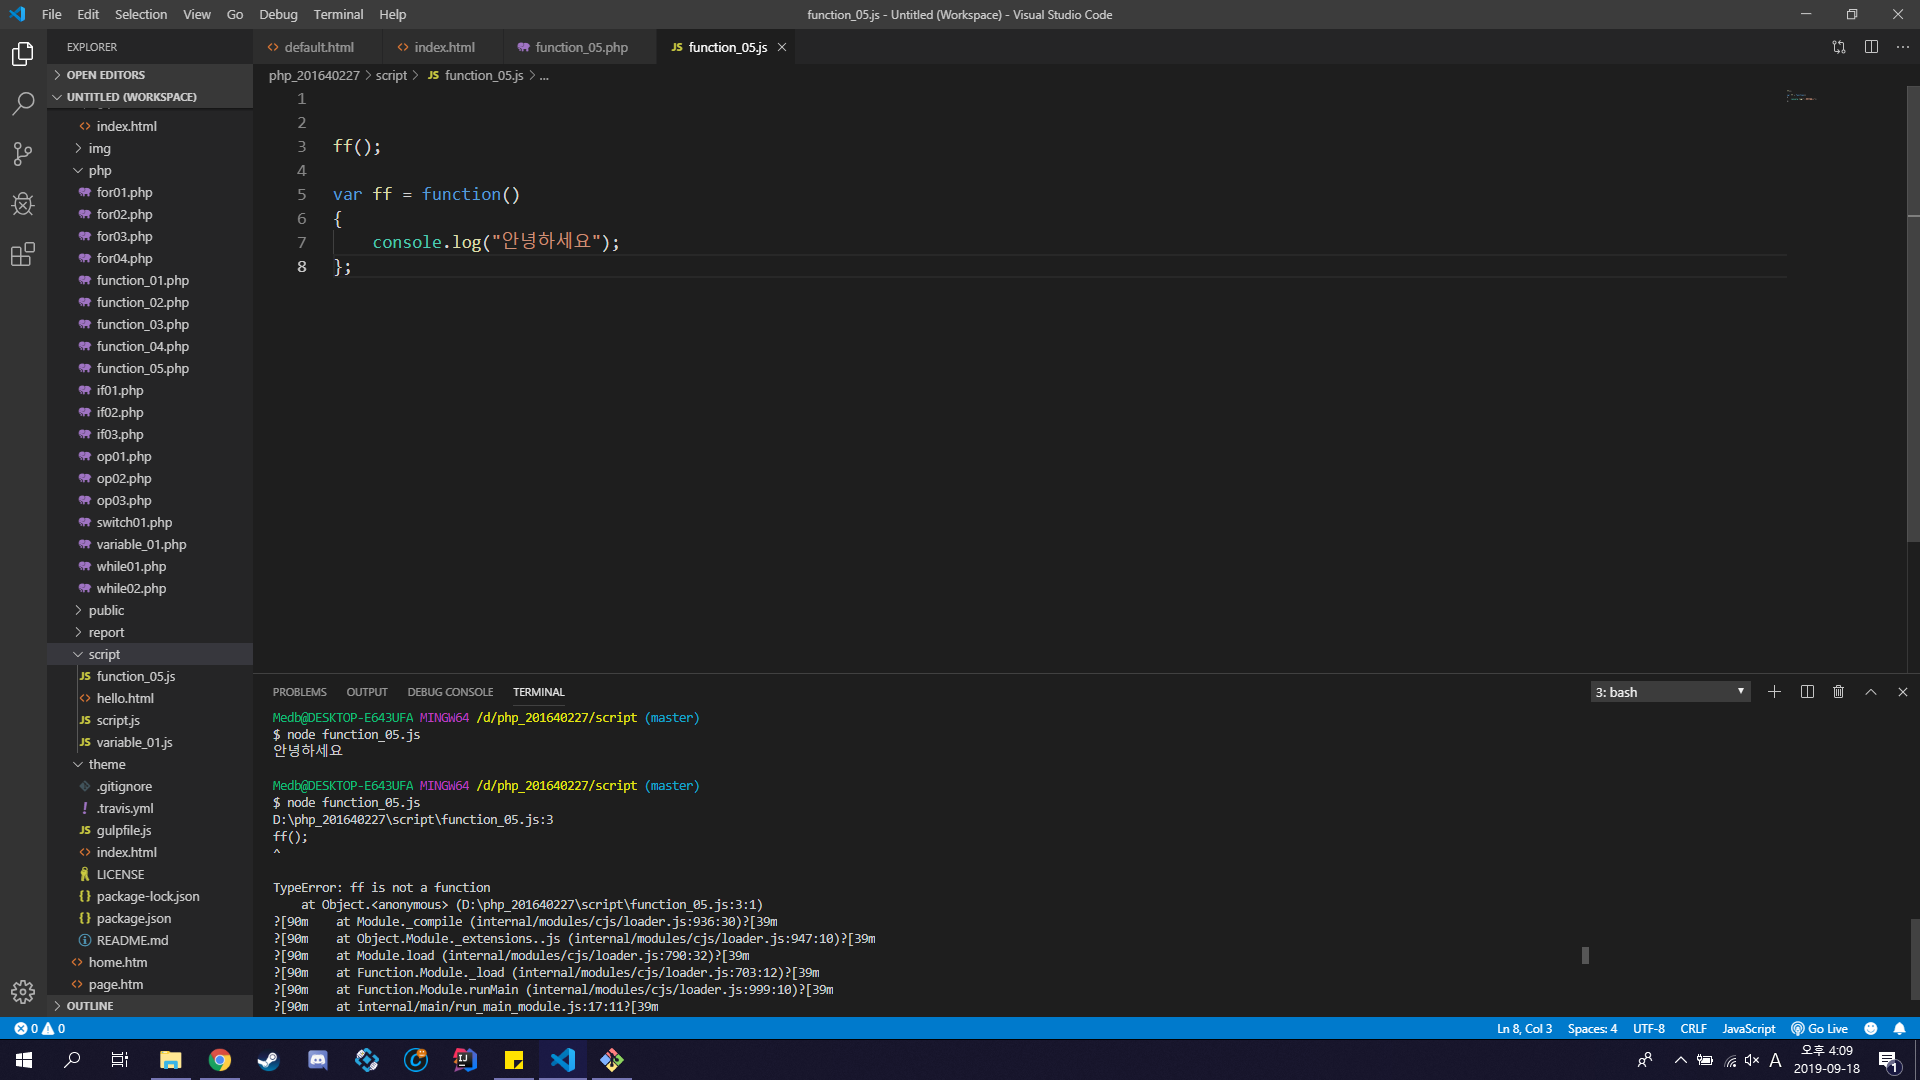 File Edit Selection View Go Debug Terminal Help
function_05.js - Untitled (Workspace) - Visual Studio Code
EXPLORER
default.html
index.html
function_05.php
JS function_05.js
OPEN EDITORS
UNTITLED (WORKSPACE)
index.html
img
php
for01.php
for02.php
for03.php
for04.php
function_01.php
function_02.php
function_03.php
function_04.php
function_05.php
if01.php
if02.php
if03.php
op01.php
op02.php
op03.php
switch01.php
variable_01.php
while01.php
while02.php
public
report
script
JS function_05.js
hello.html
JS script.js
JS variable_01.js
theme
.gitignore
! .travis.yml
JS gulpfile.js
index.html
LICENSE
{} package-lock.json
{} package.json
README.md
home.htm
page.htm
OUTLINE
php_201640227 > script > JS function_05.js > ...
1
2
3 ff();
4
5 var ff = function()
6 {
7 console.log("안녕하세요");
8 };
PROBLEMS OUTPUT DEBUG CONSOLE TERMINAL
3: bash
Medb@DESKTOP-E643UFA MINGW64 /d/php_201640227/script (master)
$ node function_05.js
안녕하세요
Medb@DESKTOP-E643UFA MINGW64 /d/php_201640227/script (master)
$ node function_05.js
D:\php_201640227\script\function_05.js:3
ff();
^
TypeError: ff is not a function
at Object.<anonymous> (D:\php_201640227\script\function_05.js:3:1)
?[90m at Module._compile (internal/modules/cjs/loader.js:936:30)?[39m
?[90m at Object.Module._extensions..js (internal/modules/cjs/loader.js:947:10)?[39m
?[90m at Module.load (internal/modules/cjs/loader.js:790:32)?[39m
?[90m at Function.Module._load (internal/modules/cjs/loader.js:703:12)?[39m
?[90m at Function.Module.runMain (internal/modules/cjs/loader.js:999:10)?[39m
?[90m at internal/main/run_main_module.js:17:11?[39m
0 0
Ln 8, Col 3 Spaces: 4 UTF-8 CRLF JavaScript Go Live
A
오후 4:09
2019-09-18
1